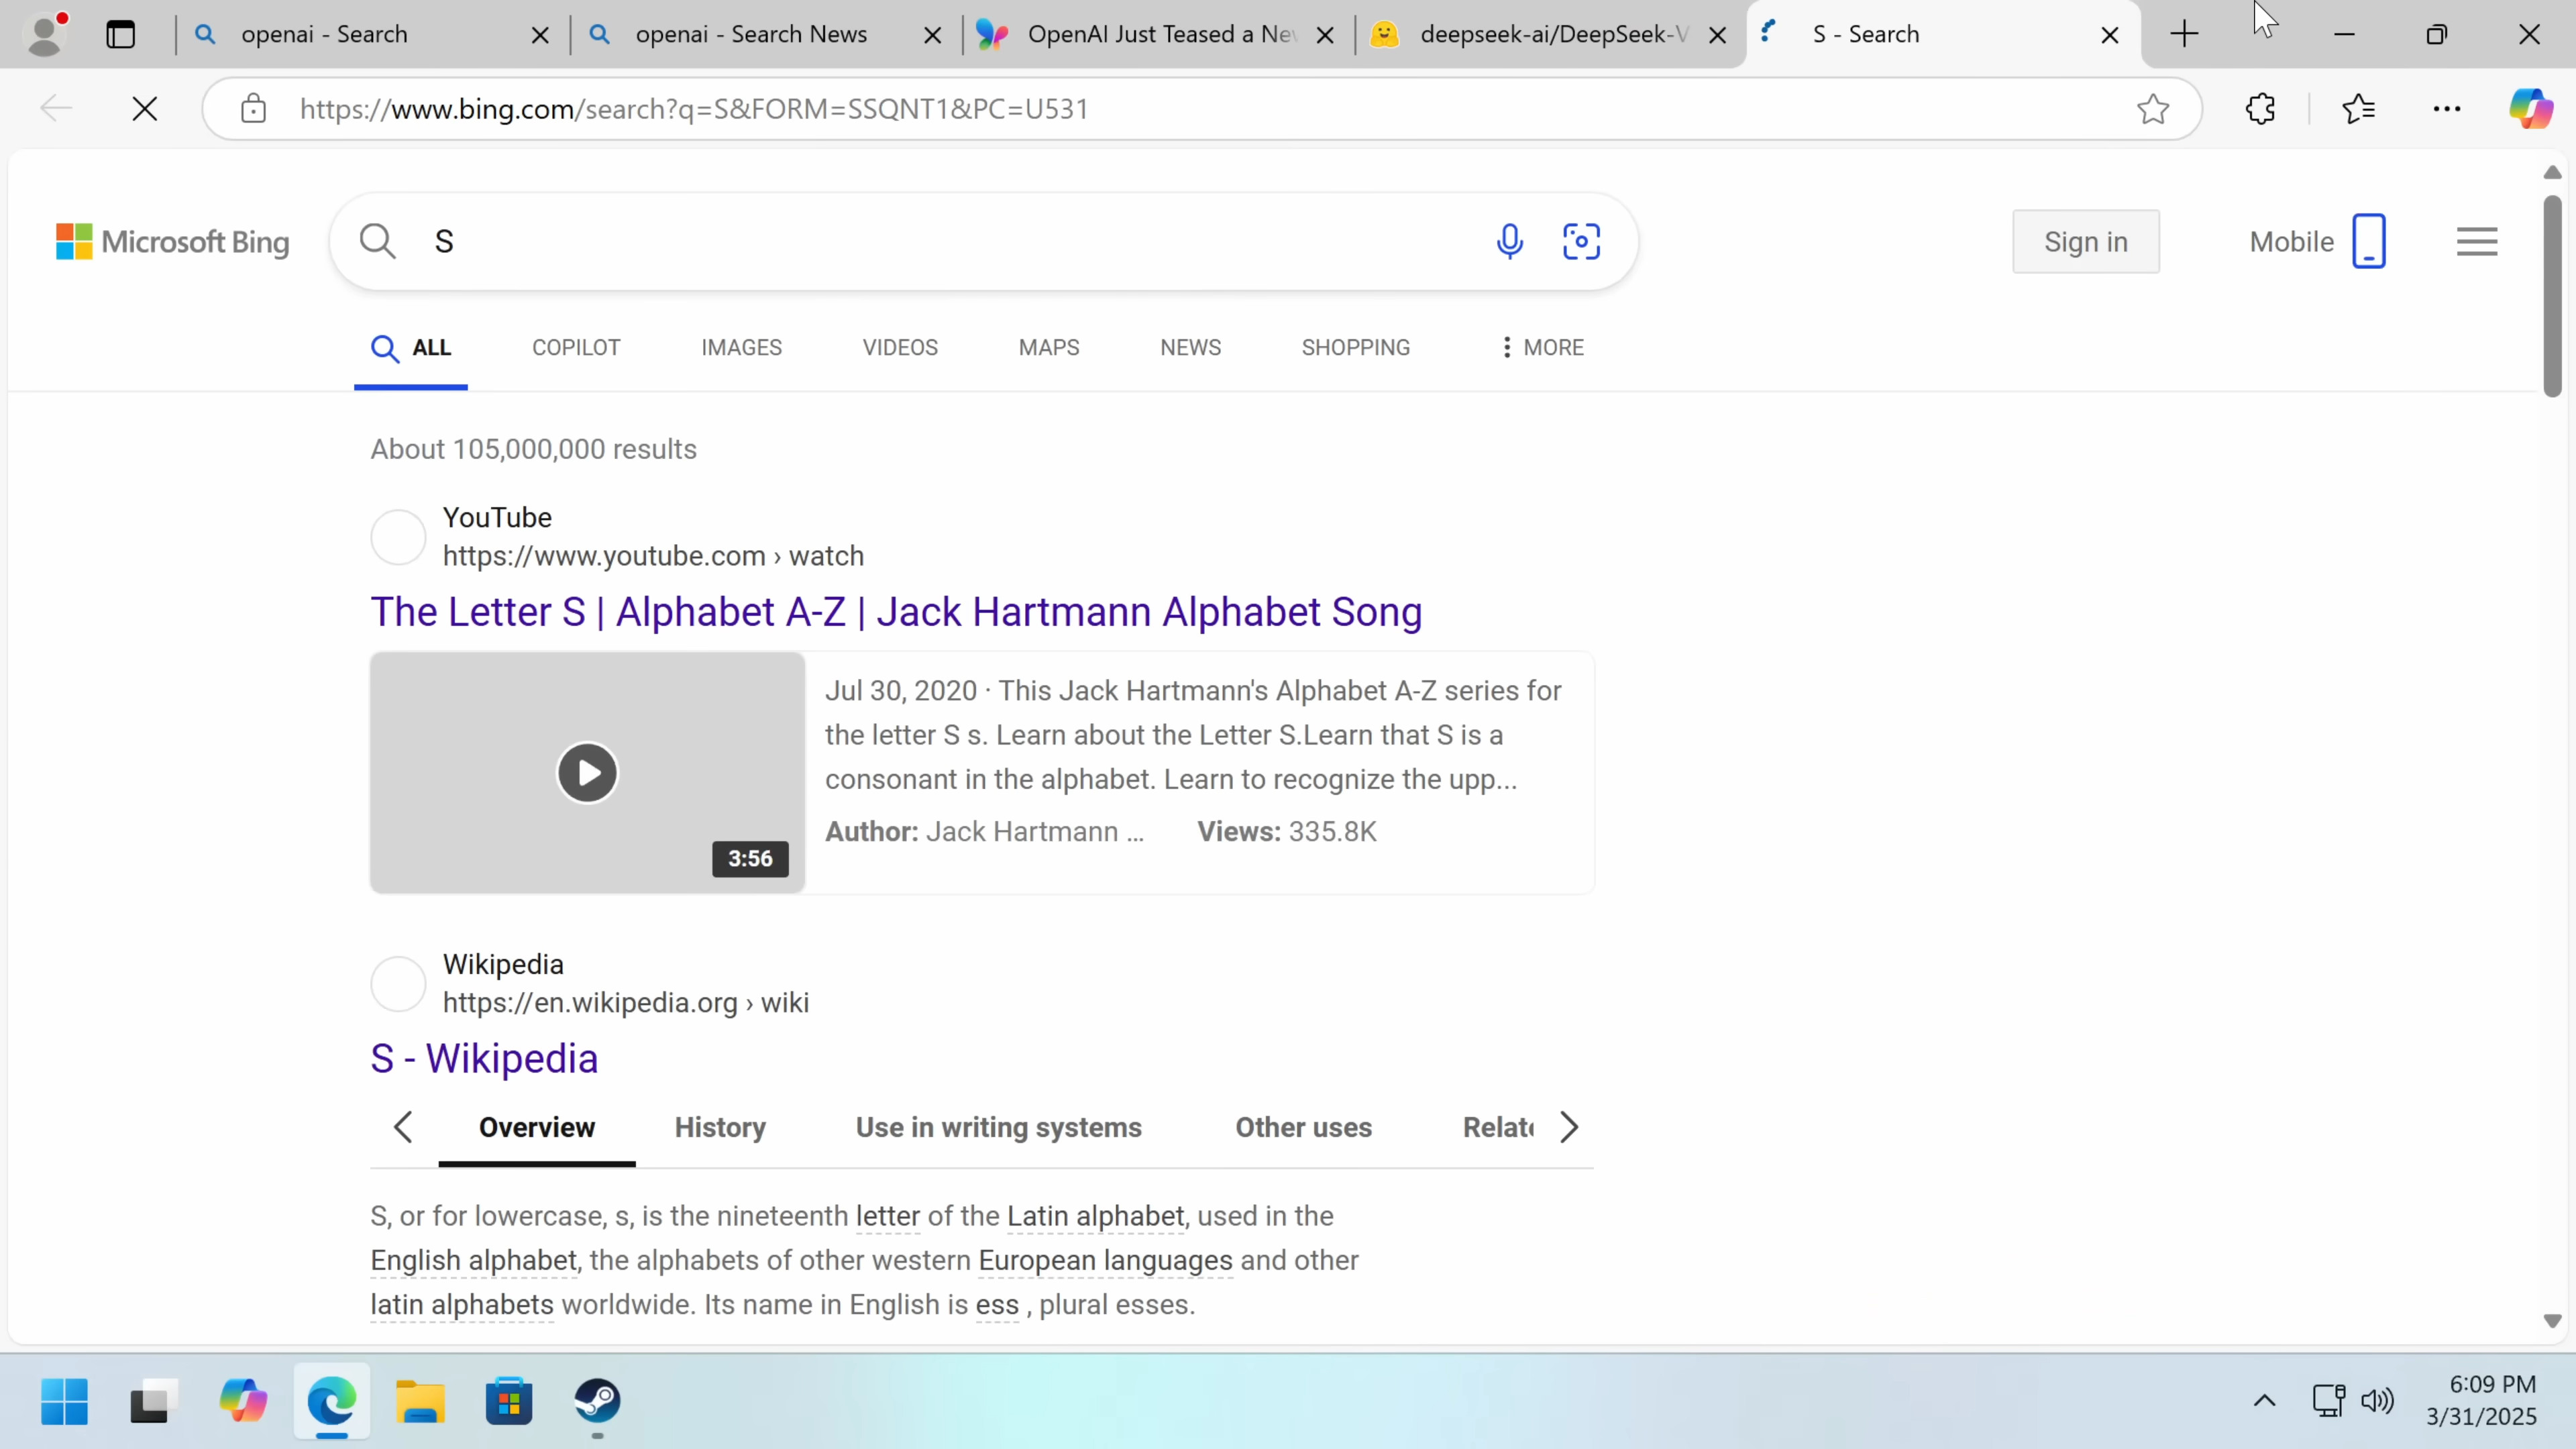 openai - Search
openai - Search News
OpenAI Just Teased a Ne
deepseek-ai/DeepSeek-V
S - Search
https://www.bing.com/search?q=S&FORM=SSQNT1&PC=U531
Microsoft Bing
S
Sign in
Mobile
ALL
COPILOT
IMAGES
VIDEOS
MAPS
NEWS
SHOPPING
MORE
About 105,000,000 results
YouTube
https://www.youtube.com › watch
The Letter S | Alphabet A-Z | Jack Hartmann Alphabet Song
3:56
Jul 30, 2020 · This Jack Hartmann's Alphabet A-Z series for
the letter S s. Learn about the Letter S.Learn that S is a
consonant in the alphabet. Learn to recognize the upp...
Author: Jack Hartmann ... Views: 335.8K
Wikipedia
https://en.wikipedia.org › wiki
S - Wikipedia
Overview
History
Use in writing systems
Other uses
Relate
S, or for lowercase, s, is the nineteenth letter of the Latin alphabet, used in the
English alphabet, the alphabets of other western European languages and other
latin alphabets worldwide. Its name in English is ess , plural esses.
6:09 PM
3/31/2025